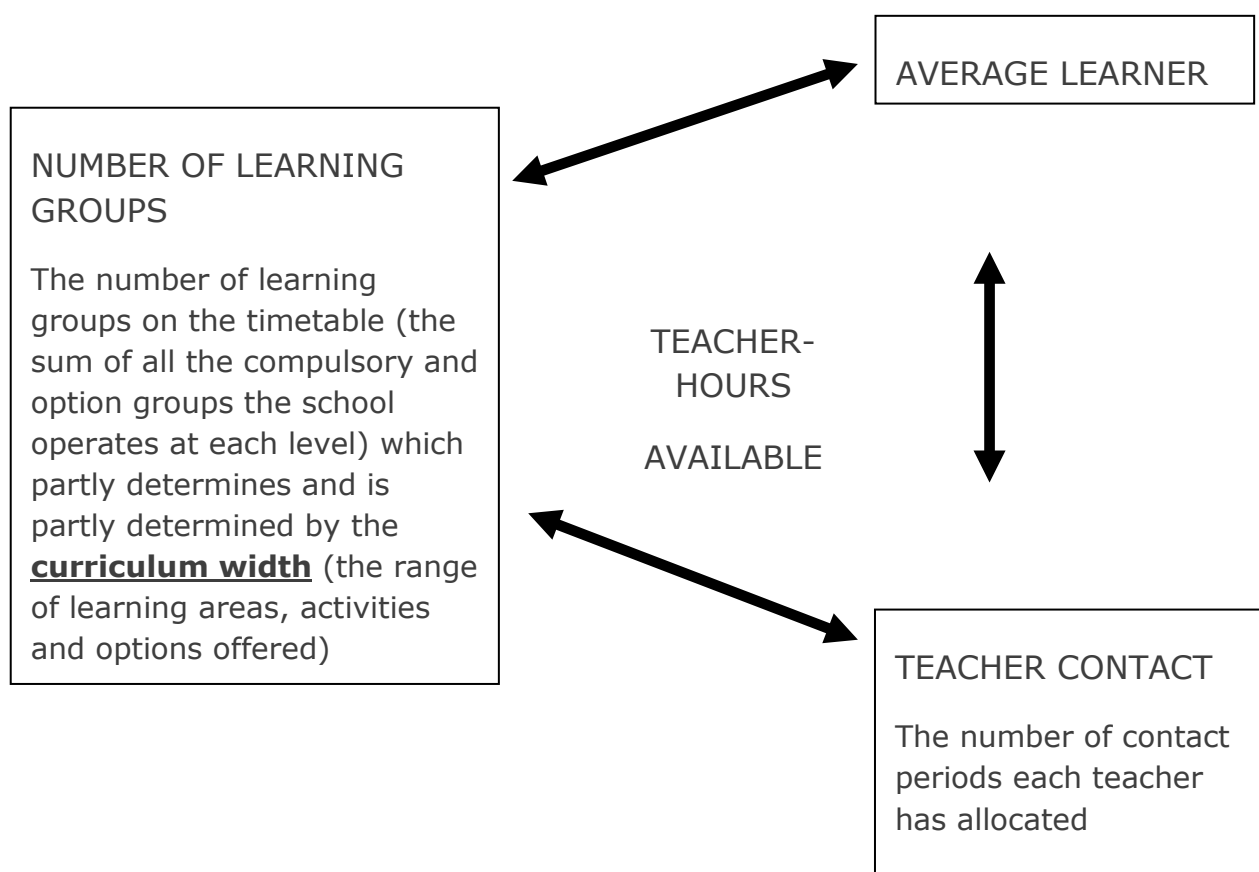 AVERAGE LEARNER
NUMBER OF LEARNING
GROUPS
The number of learning
groups on the timetable (the
sum of all the compulsory and
option groups the school
operates at each level) which
partly determines and is
partly determined by the
curriculum width (the range
of learning areas, activities
and options offered)
TEACHER-
HOURS
AVAILABLE
TEACHER CONTACT
The number of contact
periods each teacher
has allocated